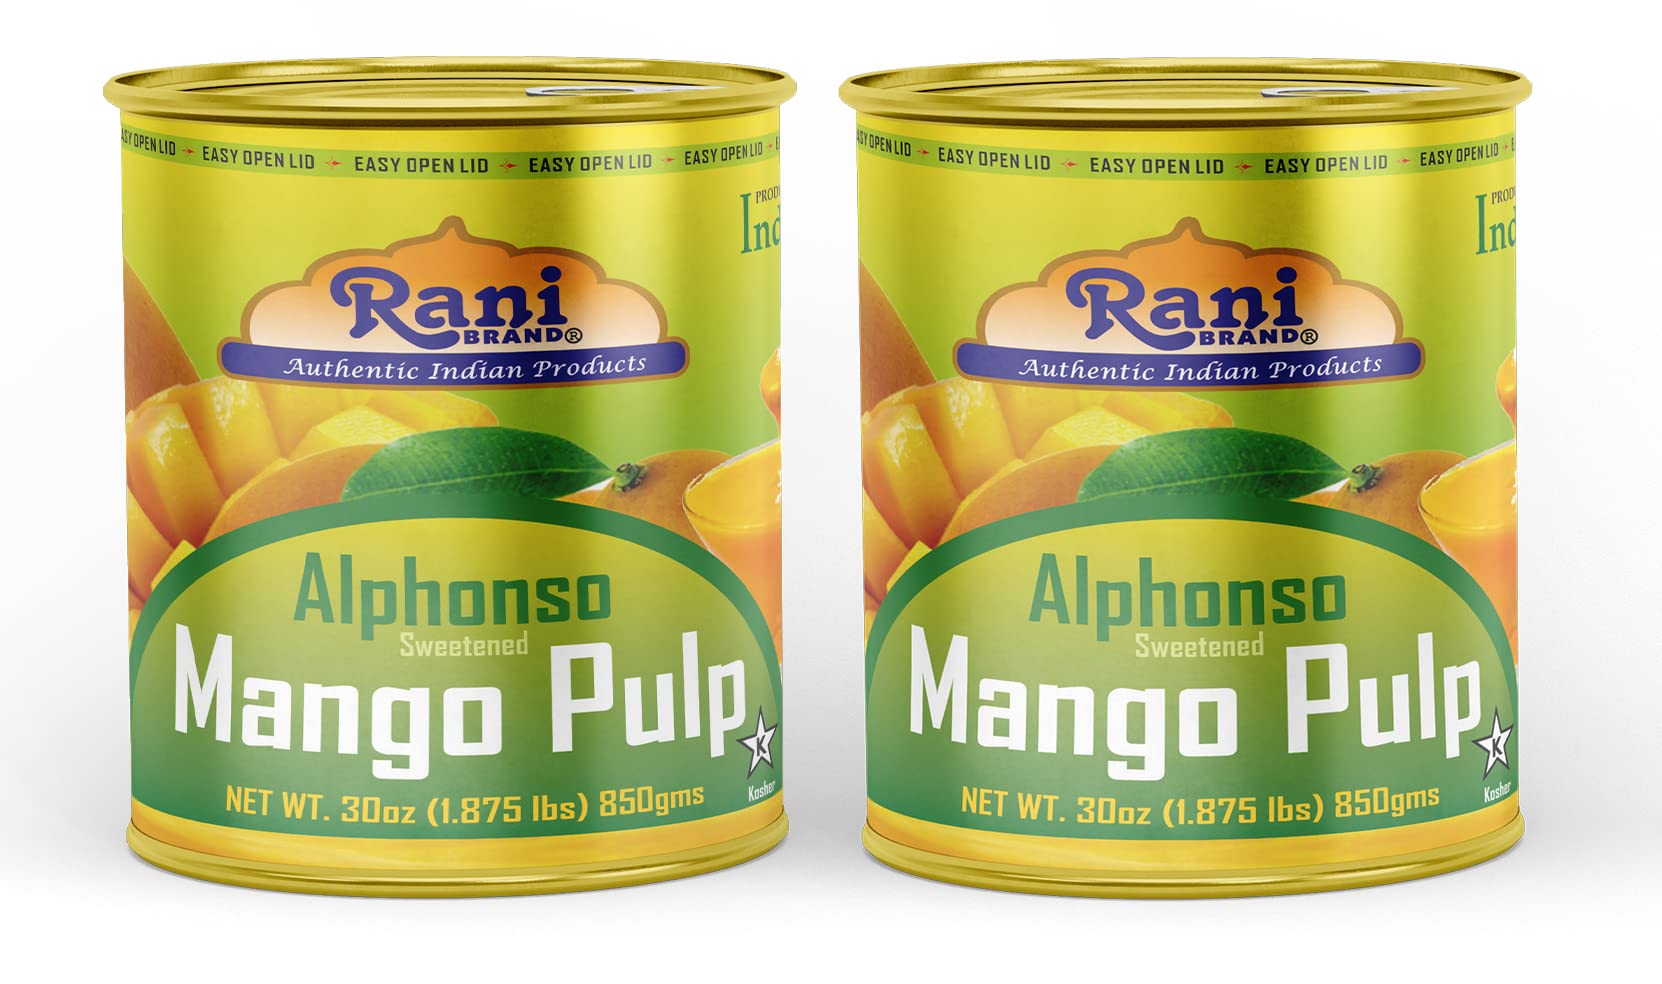 EASY OPEN LID EASY OPEN LID EASY OPEN LID EASY OPEN LID
Rani
BRAND®
Authentic Indian Products
Alphonso
Sweetened
Mango Pulp
K
Kosher
NET WT. 30oz (1.875 lbs) 850gms
EASY OPEN LID EASY OPEN LID EASY OPEN LID EASY OPEN LID
Rani
BRAND®
Authentic Indian Products
Alphonso
Sweetened
Mango Pulp
K
Kosher
NET WT. 30oz (1.875 lbs) 850gms